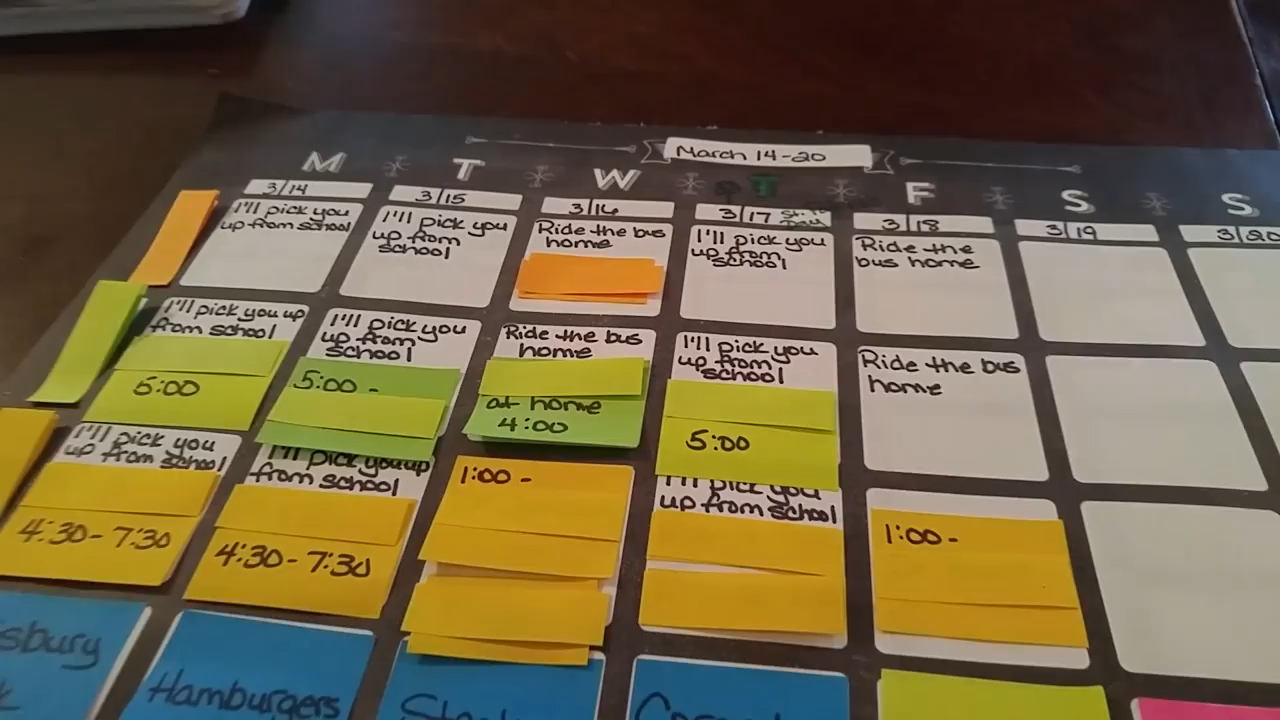 March 14-20
M T W T F S S
3/14
3/15
3/16
3/17 St.
Day
3/18
3/19
3/20
I'll pick you
up from school
I'll pick you
up from
school
Ride the bus
home
I'll pick you
up from
school
Ride the
bus home
I'll pick you up
from school
5:00
I'll pick you
up from
school
5:00 -
Ride the bus
home
at home
4:00
I'll pick you
up from
school
5:00
Ride the bus
home
I'll pick you
up from school
4:30-7:30
I'll pick you up
from school
4:30-7:30
1:00 -
I'll pick you
up from school
1:00 -
sbury
Hamburgers